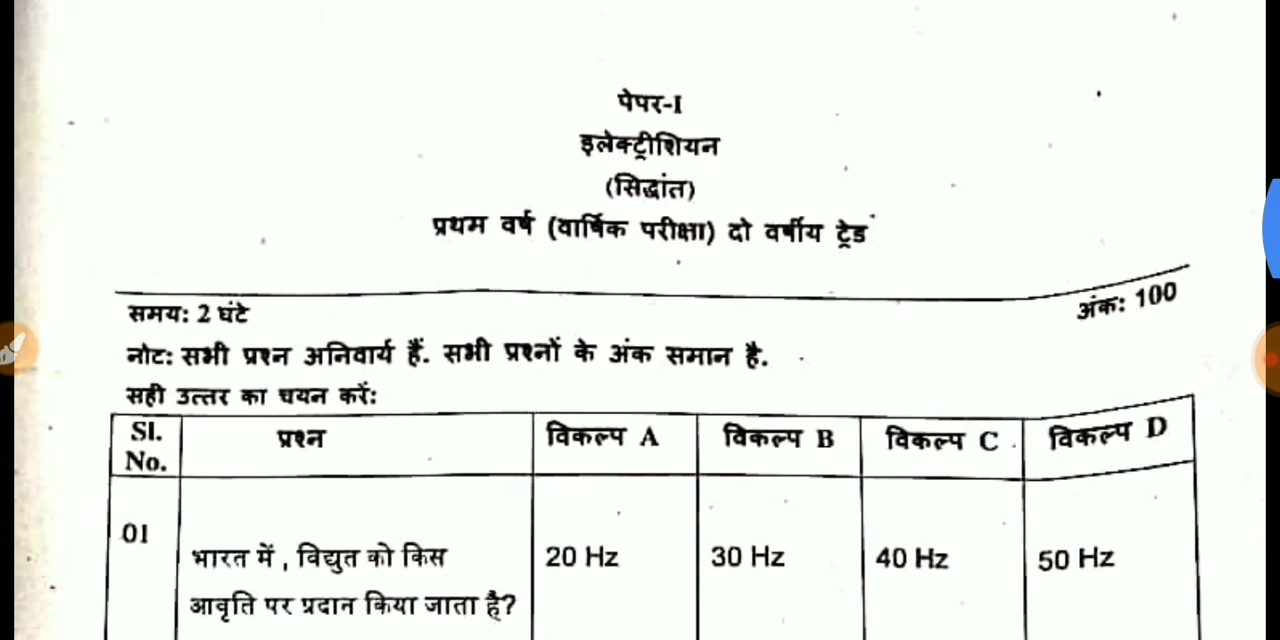 पेपर-I
इलेक्ट्रीशियन
(सिद्धांत)
प्रथम वर्ष (वार्षिक परीक्षा) दो वर्षीय ट्रेड
समय: 2 घंटे अंक: 100
नोट: सभी प्रश्न अनिवार्य हैं. सभी प्रश्नों के अंक समान है.
सही उत्तर का चयन करें:
Sl. No. प्रश्न विकल्प A विकल्प B विकल्प C विकल्प D
01 भारत में , विद्युत को किस 20 Hz 30 Hz 40 Hz 50 Hz
आवृति पर प्रदान किया जाता है?